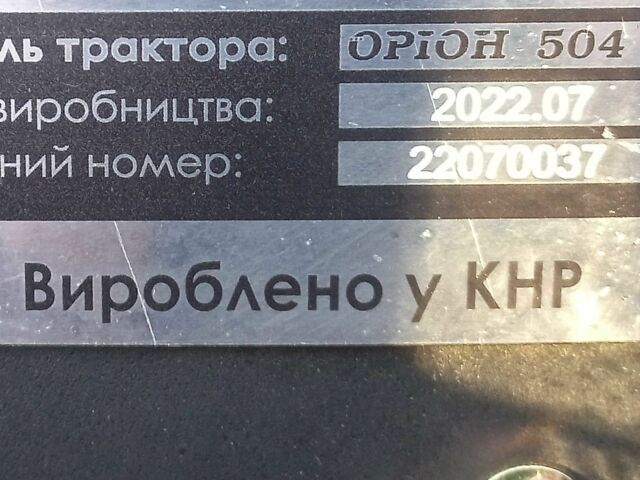 ль трактора: ОРІОН 504
виробництва: 2022.07
ний номер: 22070037
Вироблено у КНР